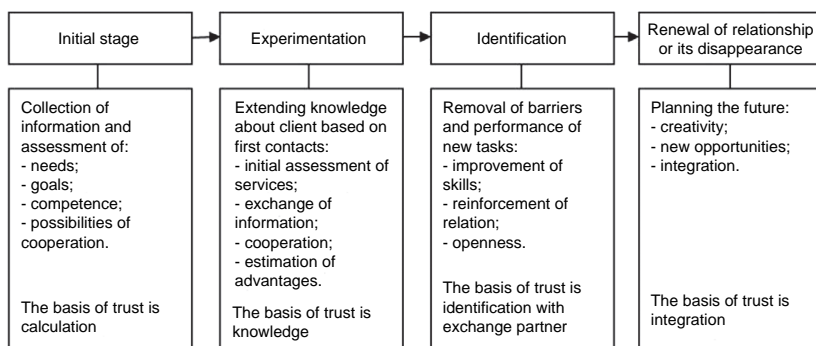 Initial stage
Experimentation
Identification
Renewal of relationship
or its disappearance
Collection of
information and
assessment of:
- needs;
- goals;
- competence;
- possibilities of
cooperation.
The basis of trust is
calculation
Extending knowledge
about client based on
first contacts:
- initial assessment of
services;
- exchange of
information;
- cooperation;
- estimation of
advantages.
The basis of trust is
knowledge
Removal of barriers
and performance of
new tasks:
- improvement of
skills;
- reinforcement of
relation;
- openness.
The basis of trust is
identification with
exchange partner
Planning the future:
- creativity;
- new opportunities;
- integration.
The basis of trust is
integration